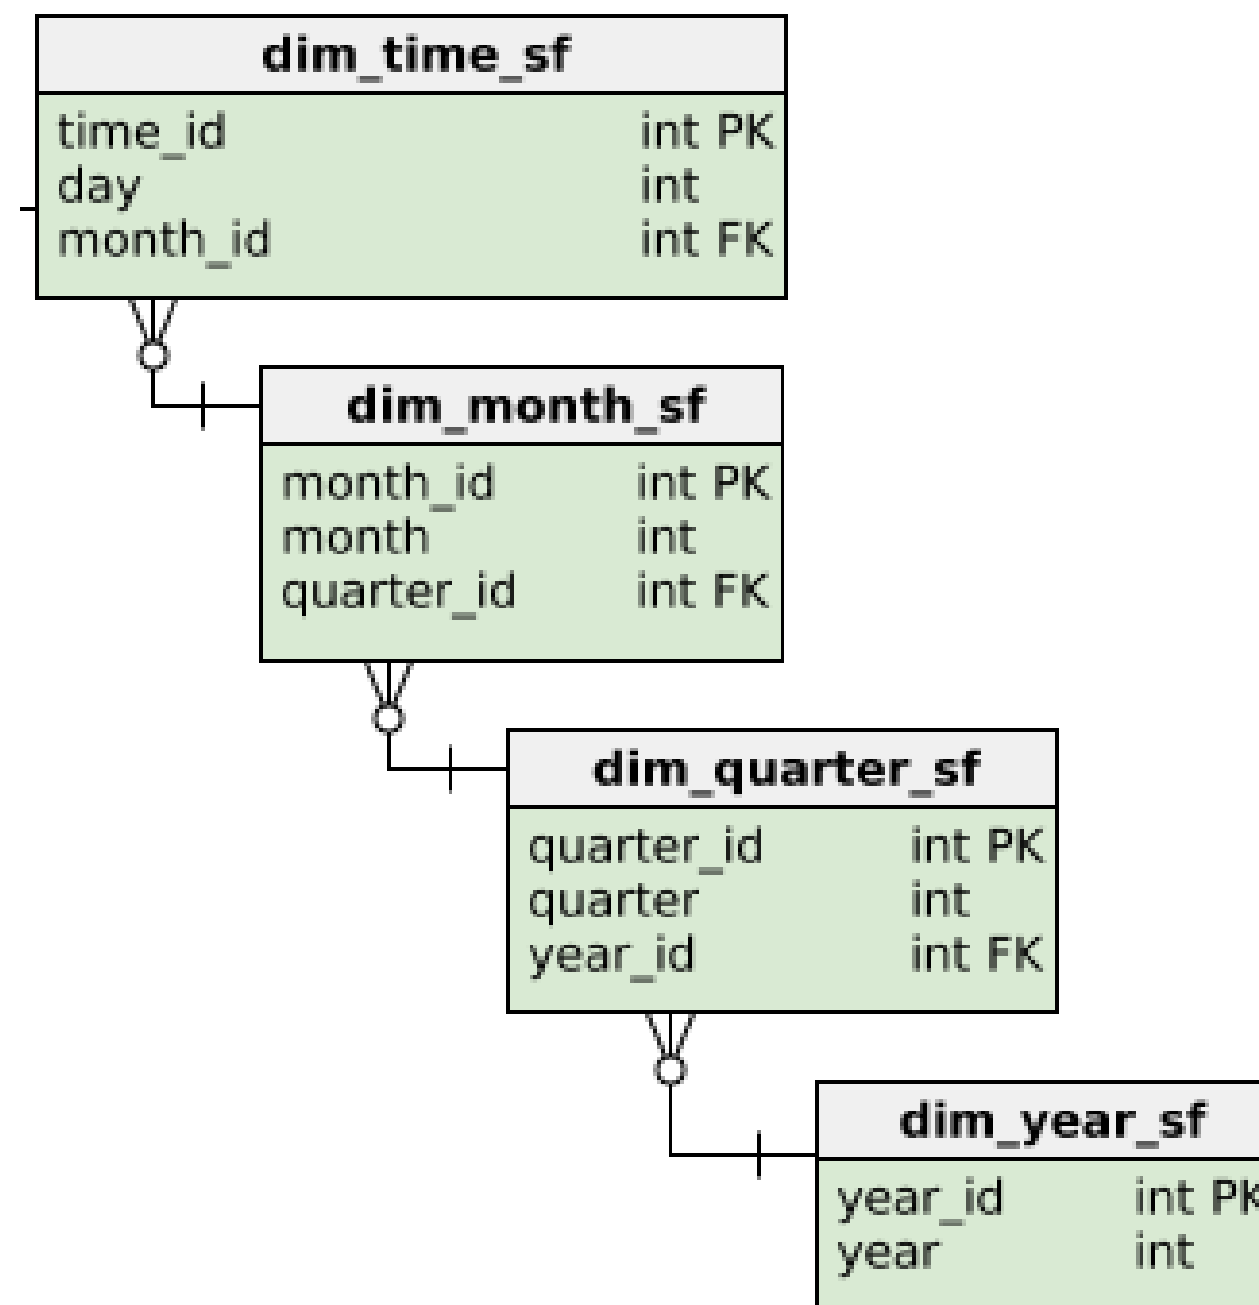 dim_time_sf
time_id int PK
day int
month_id int FK
dim_month_sf
month_id int PK
month int
quarter_id int FK
dim_quarter_sf
quarter_id int PK
quarter int
year_id int FK
dim_year_sf
year_id int PK
year int